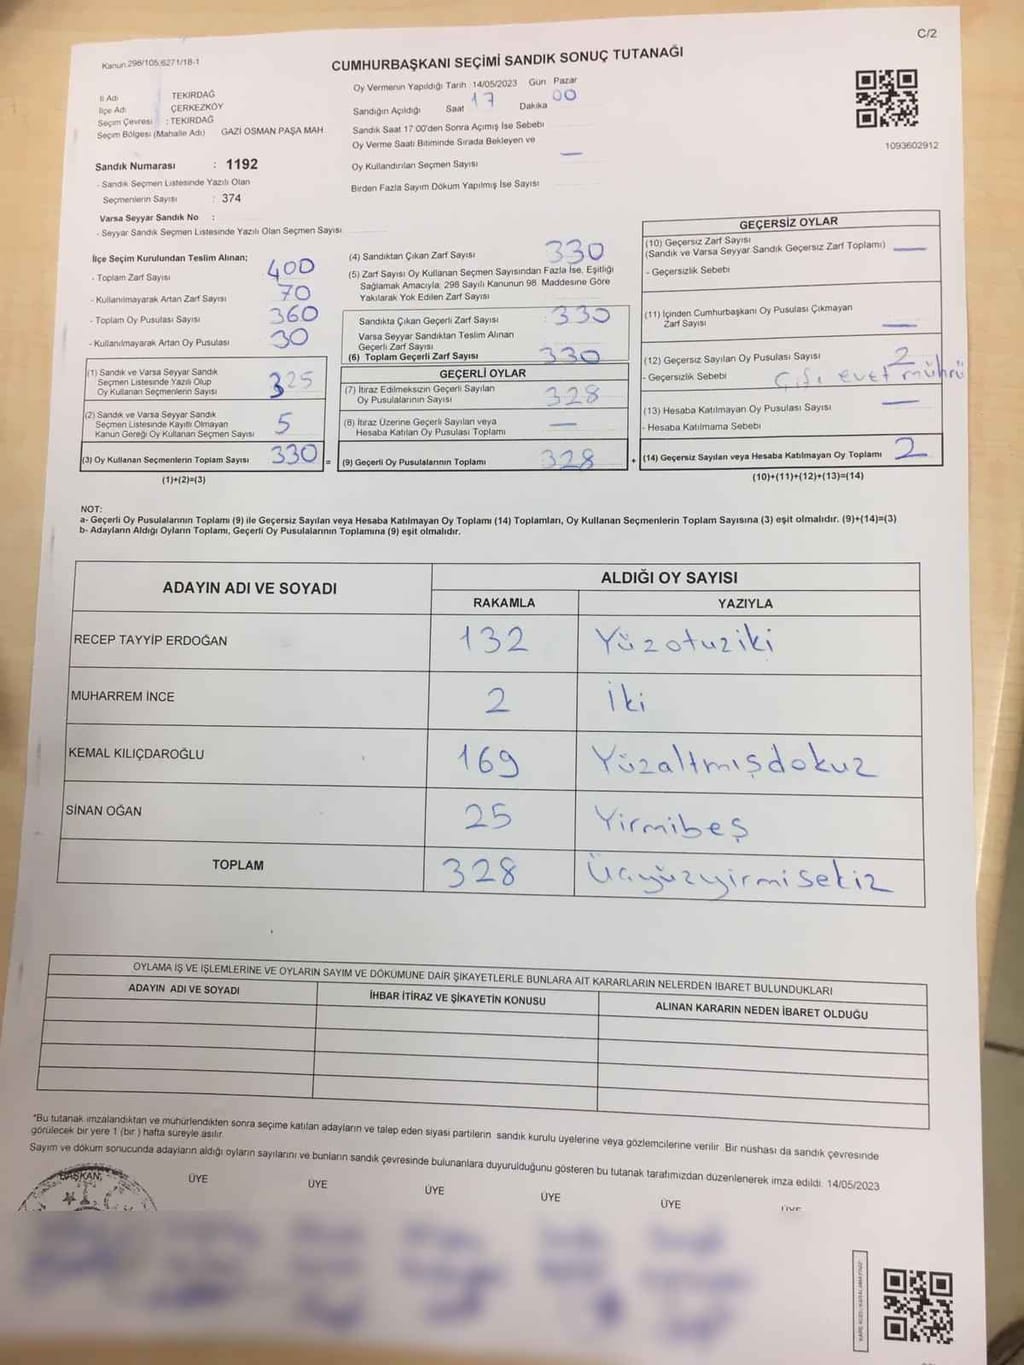 C/2
Kanun 298/105;6271/18-1
CUMHURBAŞKANI SEÇİMİ SANDIK SONUÇ TUTANAĞI
1093602912
İl Adı TEKİRDAĞ
İlçe Adı ÇERKEZKÖY
Seçim Çevresi : TEKİRDAĞ
Seçim Bölgesi (Mahalle Adı) GAZİ OSMAN PAŞA MAH.
Sandık Numarası : 1192
- Sandık Seçmen Listesinde Yazılı Olan
Seçmenlerin Sayısı : 374
Varsa Seyyar Sandık No :
- Seyyar Sandık Seçmen Listesinde Yazılı Olan Seçmen Sayısı
Oy Vermenin Yapıldığı Tarih 14/05/2023 Gün Pazar
Sandığın Açıldığı Saat 17 Dakika 00
Sandık Saat 17:00'den Sonra Açılmış İse Sebebi
Oy Verme Saati Bitiminde Sırada Bekleyen ve
Oy Kullandırılan Seçmen Sayısı —
Birden Fazla Sayım Döküm Yapılmış İse Sayısı
İlçe Seçim Kurulundan Teslim Alınan;
- Toplam Zarf Sayısı 400
- Kullanılmayarak Artan Zarf Sayısı 70
- Toplam Oy Pusulası Sayısı 360
- Kullanılmayarak Artan Oy Pusulası 30
(1) Sandık ve Varsa Seyyar Sandık
Seçmen Listesinde Yazılı Olup
Oy Kullanan Seçmenlerin Sayısı 325
(2) Sandık ve Varsa Seyyar Sandık
Seçmen Listesinde Kayıtlı Olmayan
Kanun Gereği Oy Kullanan Seçmen Sayısı 5
(3) Oy Kullanan Seçmenlerin Toplam Sayısı 330 =
(1)+(2)=(3)
(4) Sandıktan Çıkan Zarf Sayısı 330
(5) Zarf Sayısı Oy Kullanan Seçmen Sayısından Fazla İse, Eşitliği
Sağlamak Amacıyla, 298 Sayılı Kanunun 98. Maddesine Göre
Yakılarak Yok Edilen Zarf Sayısı
Sandıkta Çıkan Geçerli Zarf Sayısı : 330
Varsa Seyyar Sandıktan Teslim Alınan
Geçerli Zarf Sayısı
(6) Toplam Geçerli Zarf Sayısı 330
GEÇERLİ OYLAR
(7) İtiraz Edilmeksizin Geçerli Sayılan
Oy Pusulalarının Sayısı 328
(8) İtiraz Üzerine Geçerli Sayılan veya
Hesaba Katılan Oy Pusulası Toplamı —
(9) Geçerli Oy Pusulalarının Toplamı 328 +
GEÇERSİZ OYLAR
(10) Geçersiz Zarf Sayısı
(Sandık ve Varsa Seyyar Sandık Geçersiz Zarf Toplamı) —
- Geçersizlik Sebebi
(11) İçinden Cumhurbaşkanı Oy Pusulası Çıkmayan
Zarf Sayısı —
(12) Geçersiz Sayılan Oy Pusulası Sayısı 2
- Geçersizlik Sebebi evet mührü
(13) Hesaba Katılmayan Oy Pusulası Sayısı —
- Hesaba Katılmama Sebebi
(14) Geçersiz Sayılan veya Hesaba Katılmayan Oy Toplamı 2
(10)+(11)+(12)+(13)=(14)
NOT:
a- Geçerli Oy Pusulalarının Toplamı (9) ile Geçersiz Sayılan veya Hesaba Katılmayan Oy Toplamı (14) Toplamları, Oy Kullanan Seçmenlerin Toplam Sayısına (3) eşit olmalıdır. (9)+(14)=(3)
b- Adayların Aldığı Oyların Toplamı, Geçerli Oy Pusulalarının Toplamına (9) eşit olmalıdır.
ADAYIN ADI VE SOYADI
ALDIĞI OY SAYISI
RAKAMLA YAZIYLA
RECEP TAYYİP ERDOĞAN 132 Yüzotuziki
MUHARREM İNCE 2 İki
KEMAL KILIÇDAROĞLU 169 Yüzaltmışdokuz
SİNAN OĞAN 25 Yirmibeş
TOPLAM 328 Üçyüzyirmisekiz
OYLAMA İŞ VE İŞLEMLERİNE VE OYLARIN SAYIM VE DÖKÜMÜNE DAİR ŞİKAYETLERLE BUNLARA AİT KARARLARIN NELERDEN İBARET BULUNDUKLARI
ADAYIN ADI VE SOYADI İHBAR İTİRAZ VE ŞİKAYETİN KONUSU ALINAN KARARIN NEDEN İBARET OLDUĞU
*Bu tutanak imzalandıktan ve mühürlendikten sonra seçime katılan adayların ve talep eden siyasi partilerin sandık kurulu üyelerine veya gözlemcilerine verilir. Bir nüshası da sandık çevresinde
görülecek bir yere 1 (bir) hafta süreyle asılır.
Sayım ve döküm sonucunda adayların aldığı oyların sayılarını ve bunların sandık çevresinde bulunanlara duyurulduğunu gösteren bu tutanak tarafımızdan düzenlenerek imza edildi. 14/05/2023
BAŞKAN ÜYE ÜYE ÜYE ÜYE ÜYE ÜYE